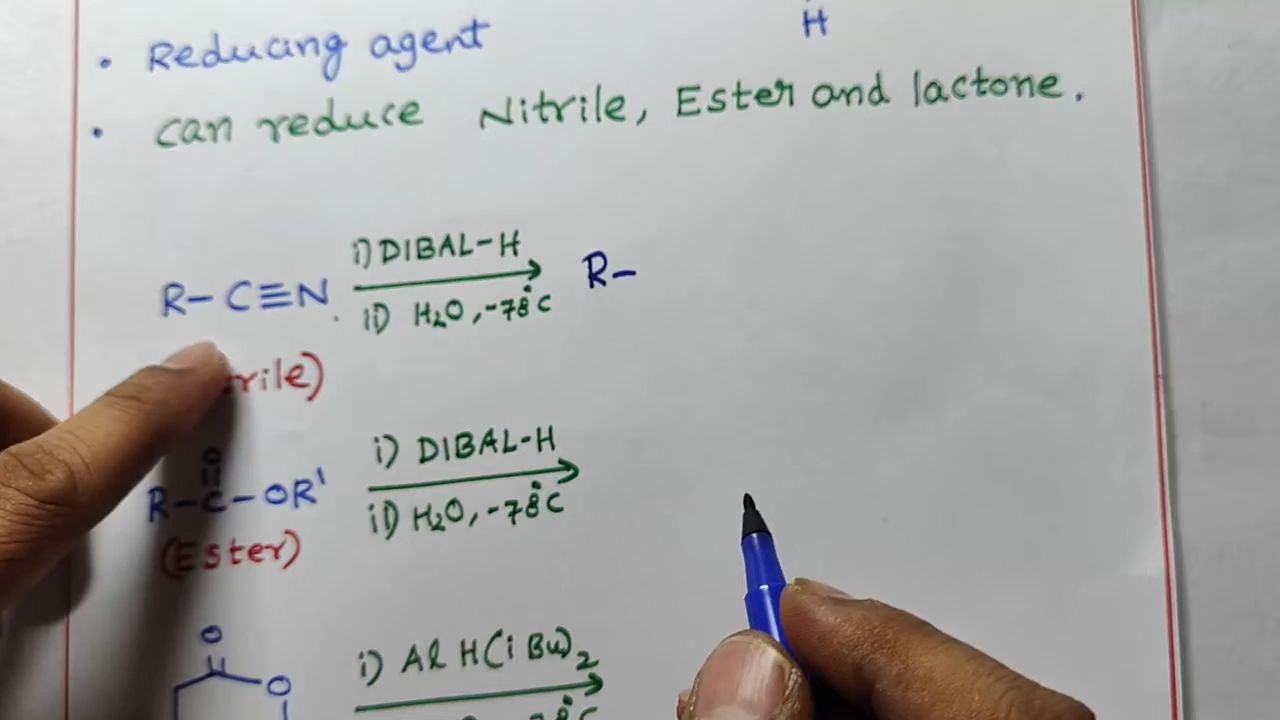 H
• Reducing agent
• can reduce Nitrile, Ester and lactone.
R-C≡N i) DIBAL-H R-
ii) H₂O, -78°C
rile)
i) DIBAL-H
O
R-C-OR' ii) H₂O, -78°C
(Ester)
O
i) AlH(iBu)₂
O